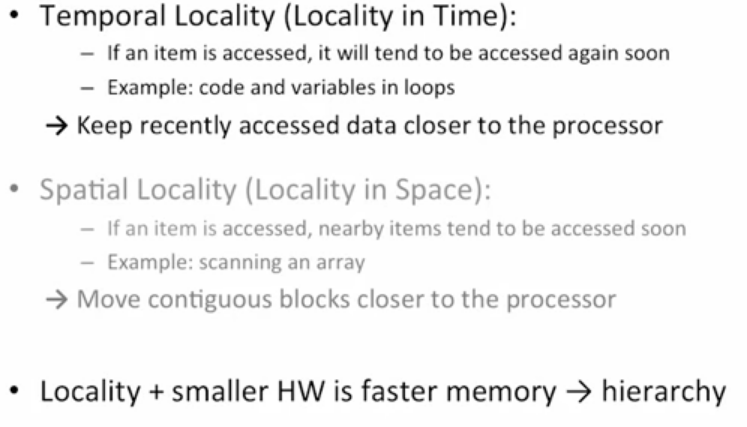 • Temporal Locality (Locality in Time):
– If an item is accessed, it will tend to be accessed again soon
– Example: code and variables in loops
→ Keep recently accessed data closer to the processor
• Spatial Locality (Locality in Space):
– If an item is accessed, nearby items tend to be accessed soon
– Example: scanning an array
→ Move contiguous blocks closer to the processor
• Locality + smaller HW is faster memory → hierarchy